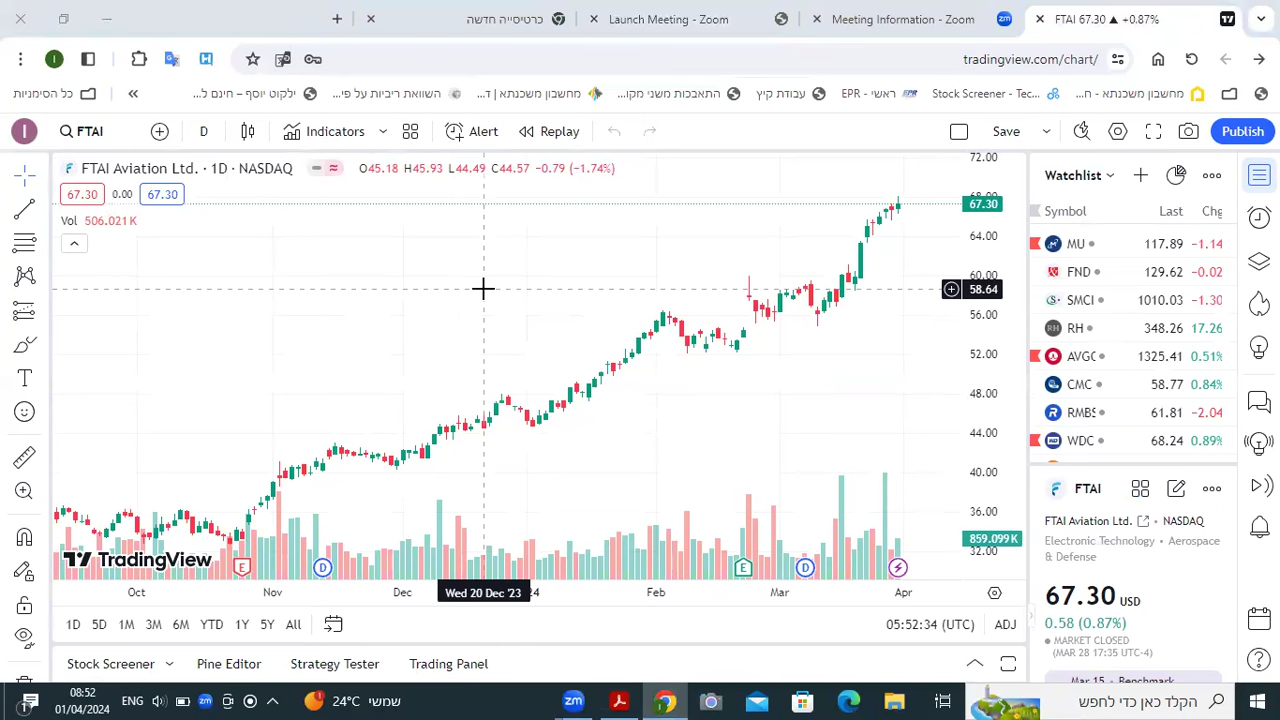 כרטיסייה חדשה
Launch Meeting - Zoom
Meeting Information - Zoom
FTAI 67.30 ▲ +0.87%
tradingview.com/chart/
כל הסימניות
ילקוט יוסף – חינם ל...
השוואת ריביות על פי...
מחשבון משכנתא | ד...
התאבכות משני מקו...
עבודת קיץ
EPR - ראשי
Stock Screener - Tec...
מחשבון משכנתא - ח...
I
FTAI
D
Indicators
Alert
Replay
Save
Publish
FTAI Aviation Ltd. · 1D · NASDAQ
O45.18 H45.93 L44.49 C44.57 -0.79 (-1.74%)
67.30 0.00 67.30
Vol 506.021 K
72.00
68.00
67.30
64.00
60.00
58.64
56.00
52.00
48.00
44.00
40.00
36.00
859.099 K
32.00
TradingView
E D E D
Oct Nov Dec Wed 20 Dec '23 24 Feb Mar Apr
1D 5D 1M 3M 6M YTD 1Y 5Y All
05:52:34 (UTC) ADJ
Stock Screener Pine Editor Strategy Tester Trading Panel
Watchlist
Symbol Last Chg
MU 117.89 -1.14
FND 129.62 -0.02
SMCI 1010.03 -1.30
RH 348.26 17.26
AVGC 1325.41 0.51%
CMC 58.77 0.84%
RMBS 61.81 -2.04
WDC 68.24 0.89%
FTAI
FTAI Aviation Ltd. • NASDAQ
Electronic Technology • Aerospace
& Defense
67.30 USD
0.58 (0.87%)
MARKET CLOSED
(MAR 28 17:35 UTC-4)
Mar 15 • Benchmark
08:52
01/04/2024
ENG
24°C שמשי
הקלד כאן כדי לחפש